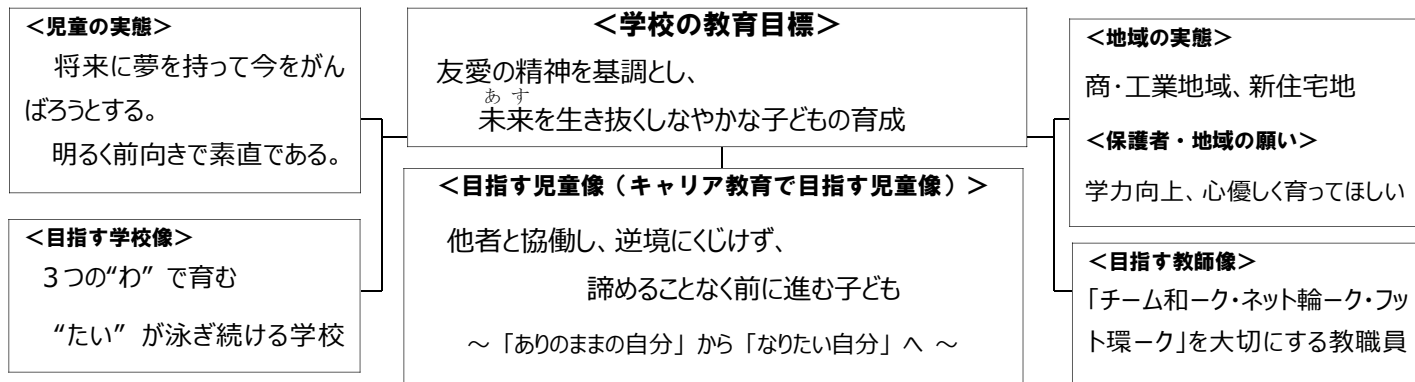 <児童の実態>
将来に夢を持って今をがん
ばろうとする。
明るく前向きで素直である。
<目指す学校像>
3つの“わ” で育む
“たい” が泳ぎ続ける学校
<学校の教育目標>
友愛の精神を基調とし、
あす
未来を生き抜くしなやかな子どもの育成
<目指す児童像(キャリア教育で目指す児童像)>
他者と協働し、逆境にくじけず、
諦めることなく前に進む子ども
~「ありのままの自分」から「なりたい自分」へ~
<地域の実態>
商・工業地域、新住宅地
<保護者・地域の願い>
学力向上、心優しく育ってほしい
<目指す教師像>
「チーム和ーク・ネット輪ーク・フッ
ト環ーク」を大切にする教職員